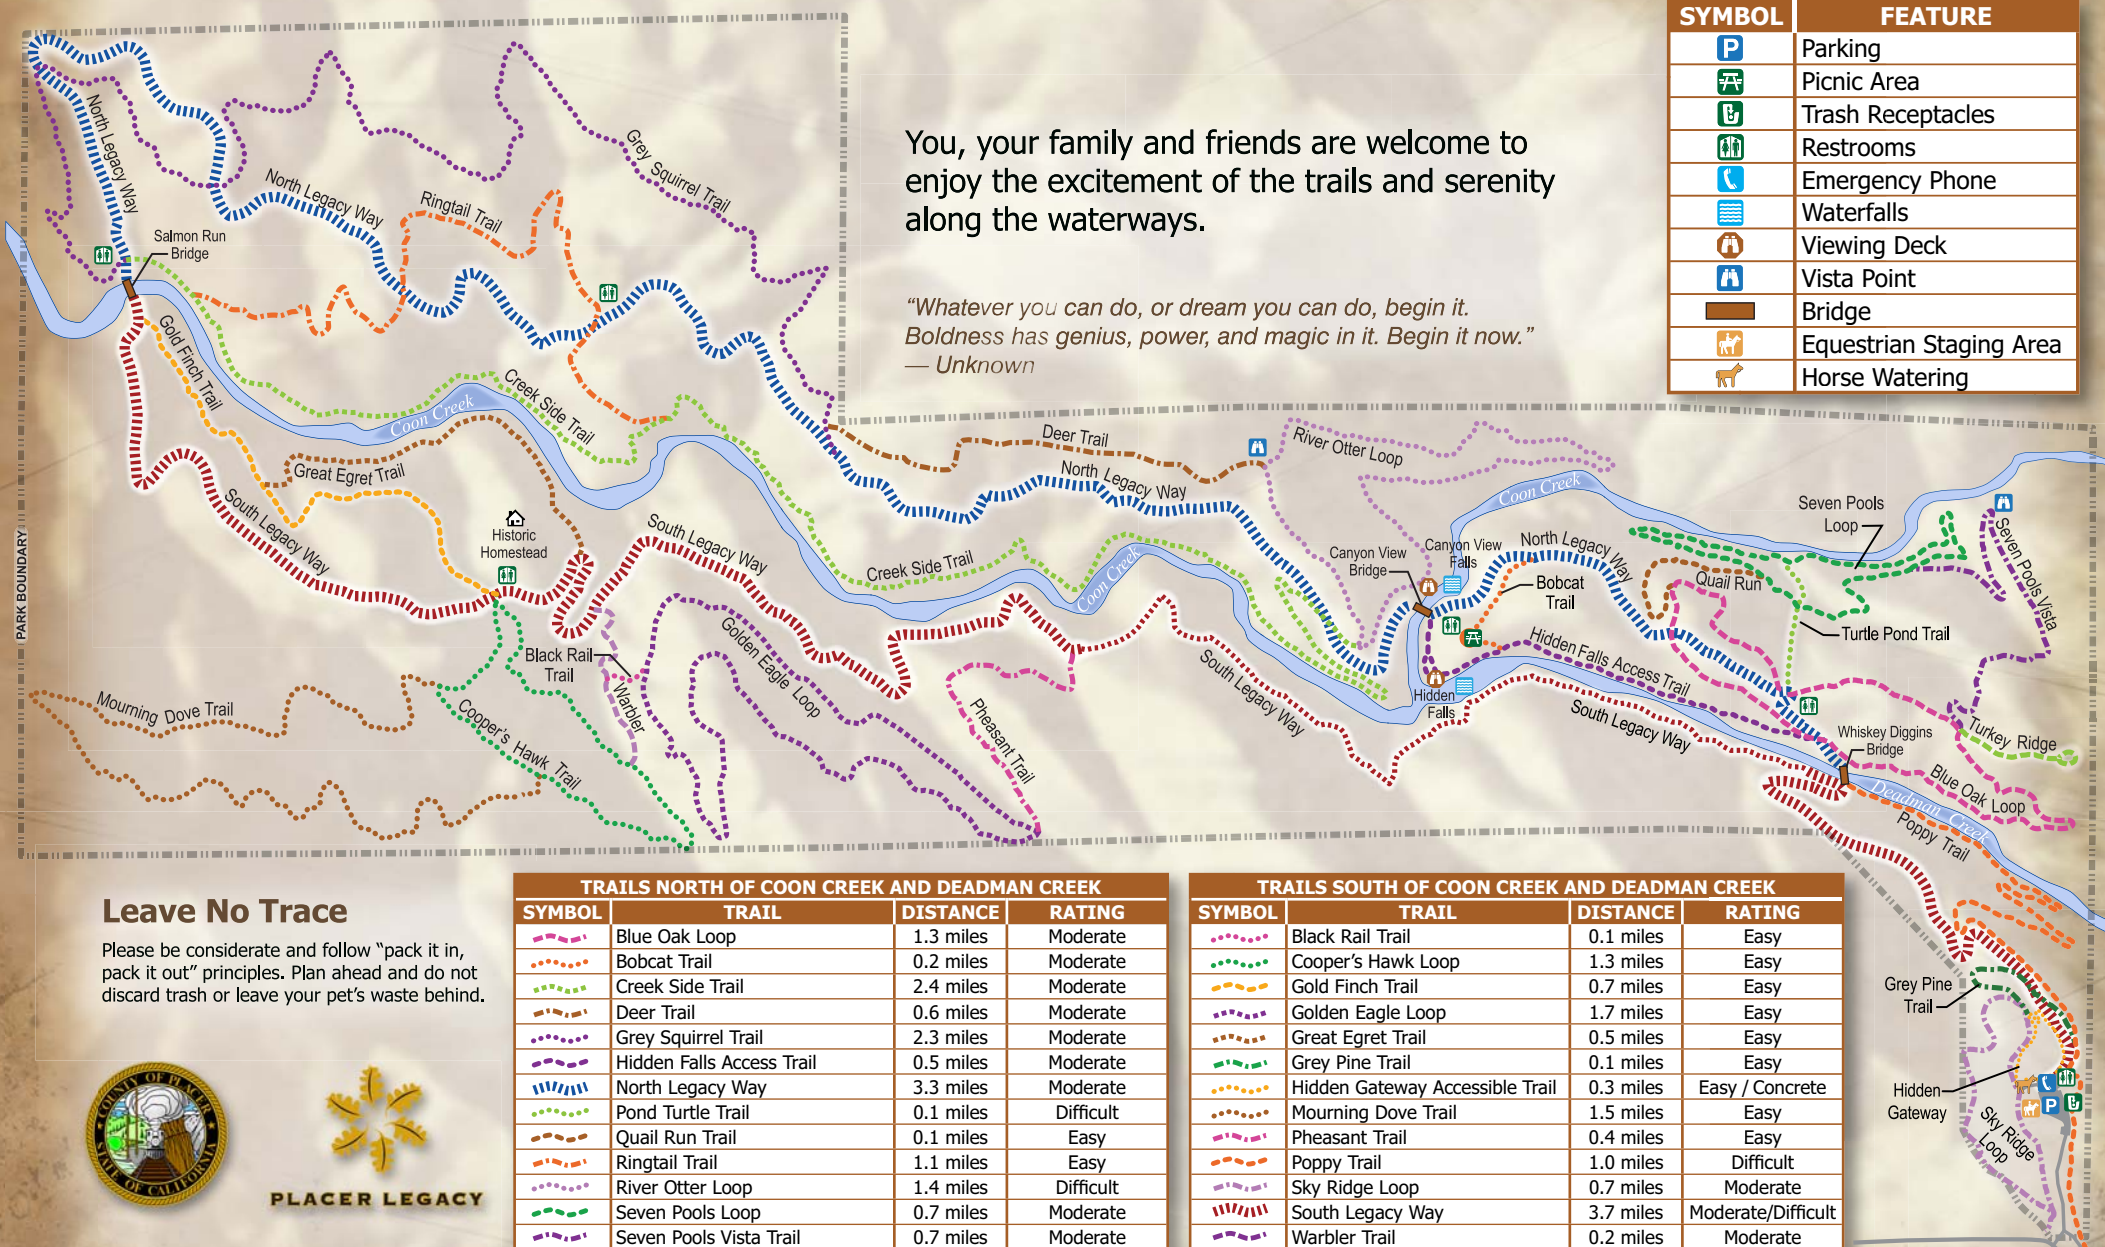 SYMBOL FEATURE
Parking
Picnic Area
Trash Receptacles
Restrooms
Emergency Phone
Waterfalls
Viewing Deck
Vista Point
Bridge
Equestrian Staging Area
Horse Watering
You, your family and friends are welcome to
enjoy the excitement of the trails and serenity
along the waterways.
“Whatever you can do, or dream you can do, begin it.
Boldness has genius, power, and magic in it. Begin it now.”
— Unknown
North Legacy Way
North Legacy Way
Ringtail Trail
Grey Squirrel Trail
Salmon Run
Bridge
Gold Finch Trail
Coon Creek
Creek Side Trail
Great Egret Trail
South Legacy Way
Historic
Homestead
South Legacy Way
PARK BOUNDARY
Deer Trail
North Legacy Way
River Otter Loop
Creek Side Trail
Coon Creek
Coon Creek
Canyon View
Bridge
Canyon View
Falls
North Legacy Way
Bobcat
Trail
Quail Run
Seven Pools
Loop
Seven Pools Vista
Turtle Pond Trail
Hidden Falls Access Trail
Black Rail
Trail
Warbler
Golden Eagle Loop
Mourning Dove Trail
Cooper's Hawk Trail
Pheasant Trail
South Legacy Way
Hidden
Falls
South Legacy Way
Whiskey Diggins
Bridge
Turkey Ridge
Blue Oak Loop
Deadman Creek
Poppy Trail
Grey Pine
Trail
Hidden
Gateway
Sky Ridge
Loop
P
P
Leave No Trace
Please be considerate and follow “pack it in,
pack it out” principles. Plan ahead and do not
discard trash or leave your pet’s waste behind.
COUNTY OF PLACER
STATE OF CALIFORNIA
PLACER LEGACY
TRAILS NORTH OF COON CREEK AND DEADMAN CREEK
SYMBOL TRAIL DISTANCE RATING
Blue Oak Loop 1.3 miles Moderate
Bobcat Trail 0.2 miles Moderate
Creek Side Trail 2.4 miles Moderate
Deer Trail 0.6 miles Moderate
Grey Squirrel Trail 2.3 miles Moderate
Hidden Falls Access Trail 0.5 miles Moderate
North Legacy Way 3.3 miles Moderate
Pond Turtle Trail 0.1 miles Difficult
Quail Run Trail 0.1 miles Easy
Ringtail Trail 1.1 miles Easy
River Otter Loop 1.4 miles Difficult
Seven Pools Loop 0.7 miles Moderate
Seven Pools Vista Trail 0.7 miles Moderate
TRAILS SOUTH OF COON CREEK AND DEADMAN CREEK
SYMBOL TRAIL DISTANCE RATING
Black Rail Trail 0.1 miles Easy
Cooper’s Hawk Loop 1.3 miles Easy
Gold Finch Trail 0.7 miles Easy
Golden Eagle Loop 1.7 miles Easy
Great Egret Trail 0.5 miles Easy
Grey Pine Trail 0.1 miles Easy
Hidden Gateway Accessible Trail 0.3 miles Easy / Concrete
Mourning Dove Trail 1.5 miles Easy
Pheasant Trail 0.4 miles Easy
Poppy Trail 1.0 miles Difficult
Sky Ridge Loop 0.7 miles Moderate
South Legacy Way 3.7 miles Moderate/Difficult
Warbler Trail 0.2 miles Moderate